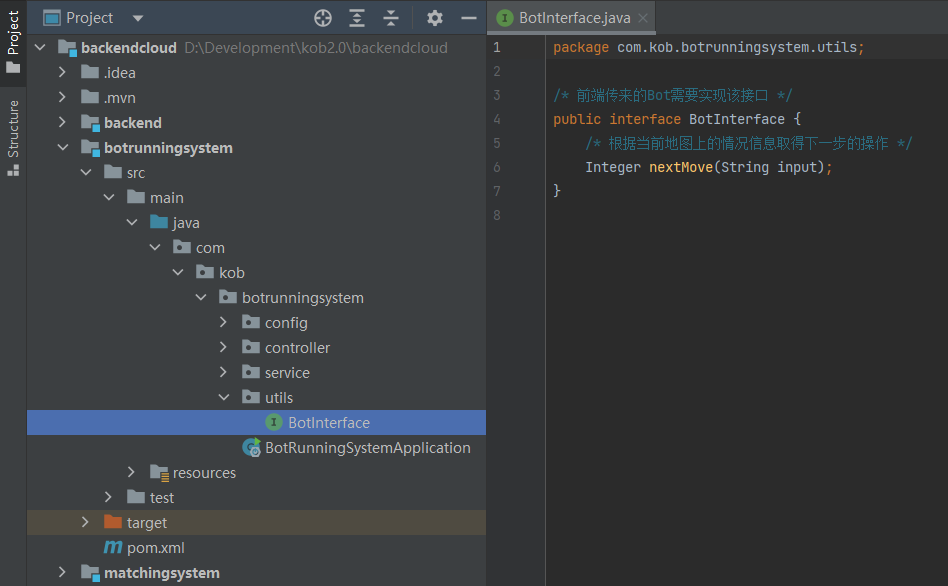 Project
Structure
Project
backendcloud D:\Development\kob2.0\backendcloud
.idea
.mvn
backend
botrunningsystem
src
main
java
com
kob
botrunningsystem
config
controller
service
utils
I BotInterface
BotRunningSystemApplication
resources
test
target
m pom.xml
matchingsystem
I BotInterface.java
1 package com.kob.botrunningsystem.utils;
2
3 /* 前端传来的Bot需要实现该接口 */
4 public interface BotInterface {
5 /* 根据当前地图上的情况信息取得下一步的操作 */
6 Integer nextMove(String input);
7 }
8